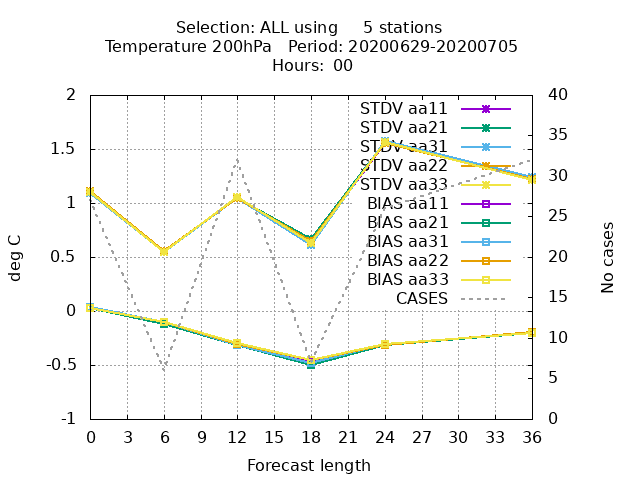 Selection: ALL using     5 stations
Temperature 200hPa   Period: 20200629-20200705
Hours:  00
2
1.5
1
0.5
0
-0.5
-1
deg C
40
35
30
25
20
15
10
5
0
No cases
STDV aa11
STDV aa21
STDV aa31
STDV aa22
STDV aa33
BIAS aa11
BIAS aa21
BIAS aa31
BIAS aa22
BIAS aa33
CASES
0 3 6 9 12 15 18 21 24 27 30 33 36
Forecast length